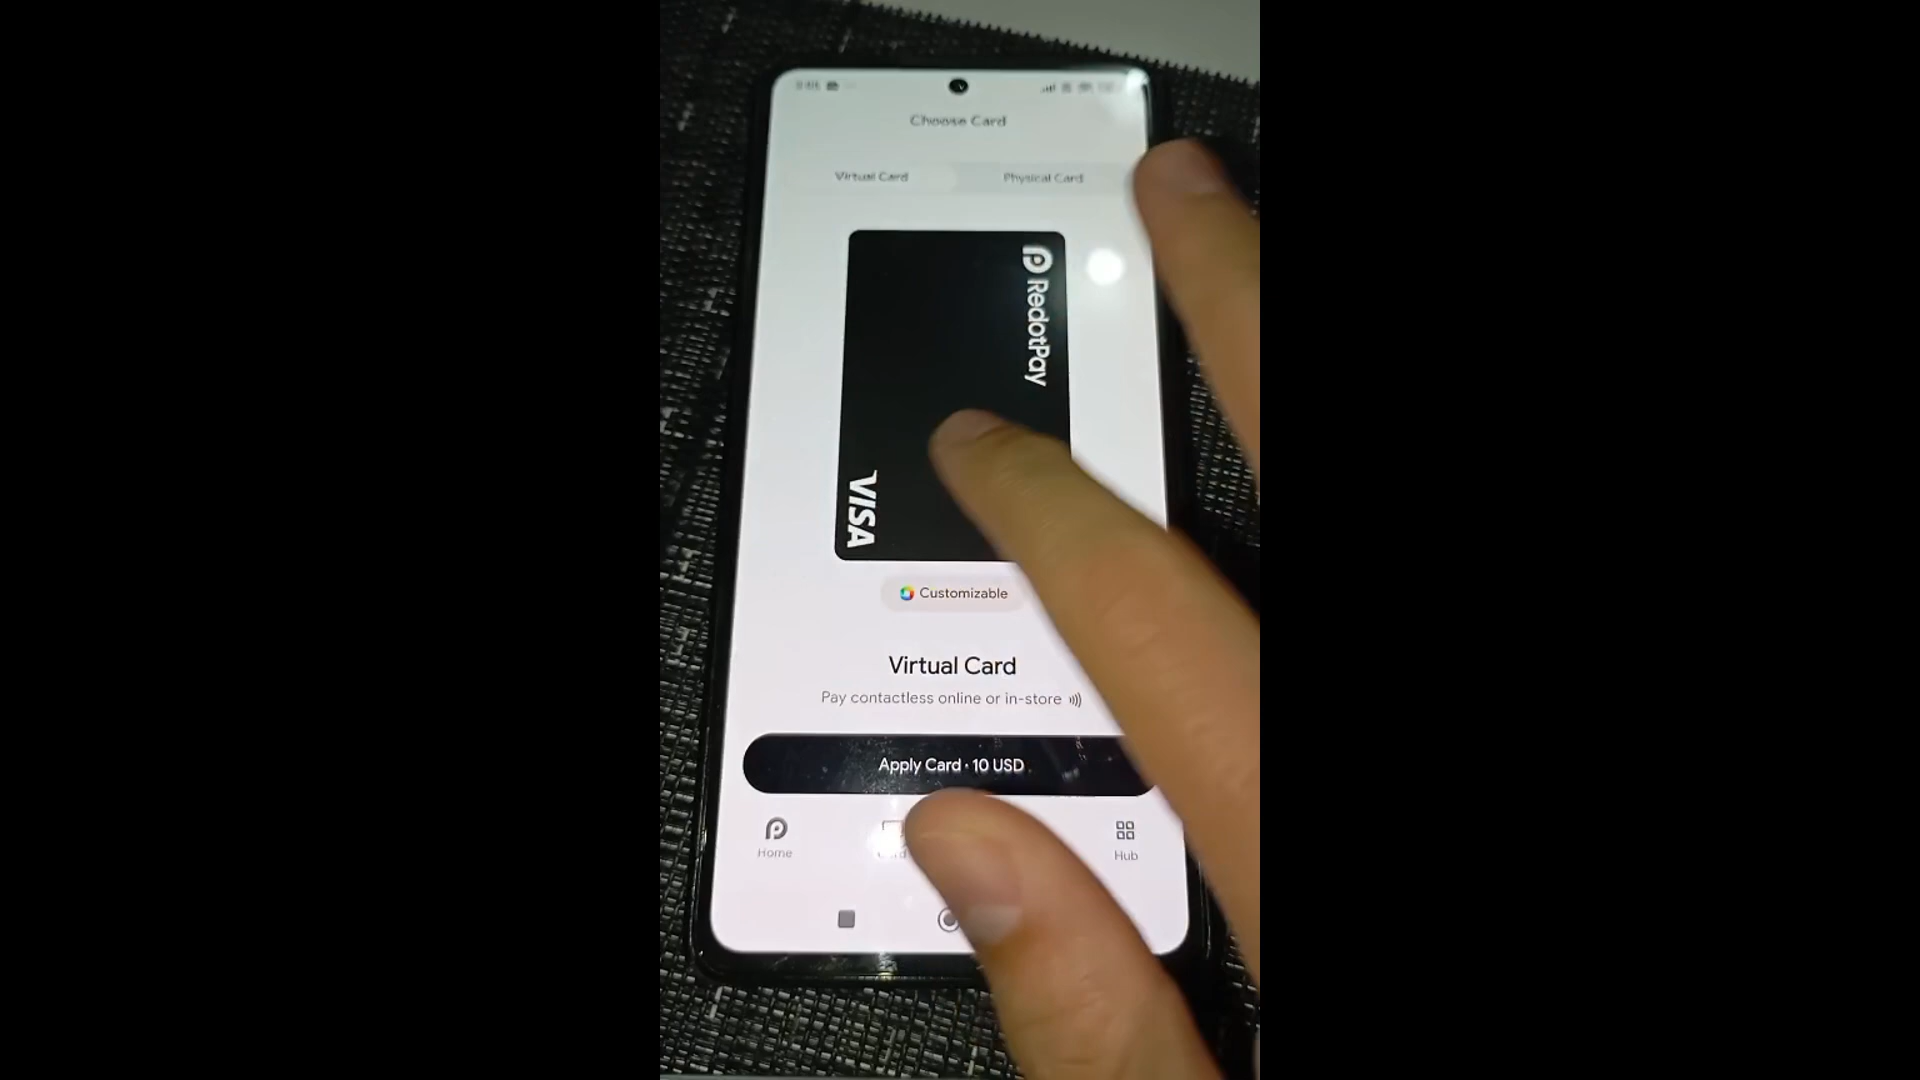 Choose Card
Virtual Card
Physical Card
RedotPay
VISA
Customizable
Virtual Card
Pay contactless online or in-store
Apply Card · 10 USD
Home
Hub